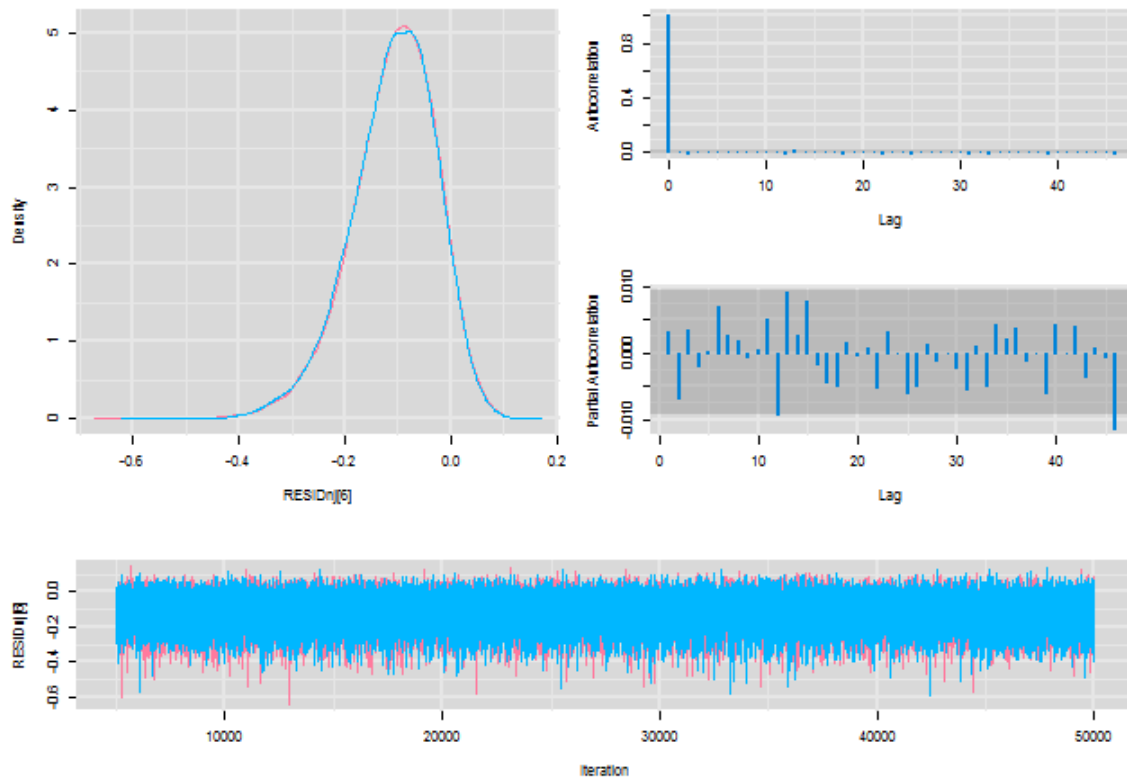 Density
0 1 2 3 4 5
-0.6 -0.4 -0.2 0.0 0.2
RESIDnj[6]
Autocorrelation
0.0 0.4 0.8
0 10 20 30 40
Lag
Partial Autocorrelation
-0.010 0.000 0.010
0 10 20 30 40
Lag
-0.6 -0.4 -0.2 0.0
10000 20000 30000 40000 50000
Iteration